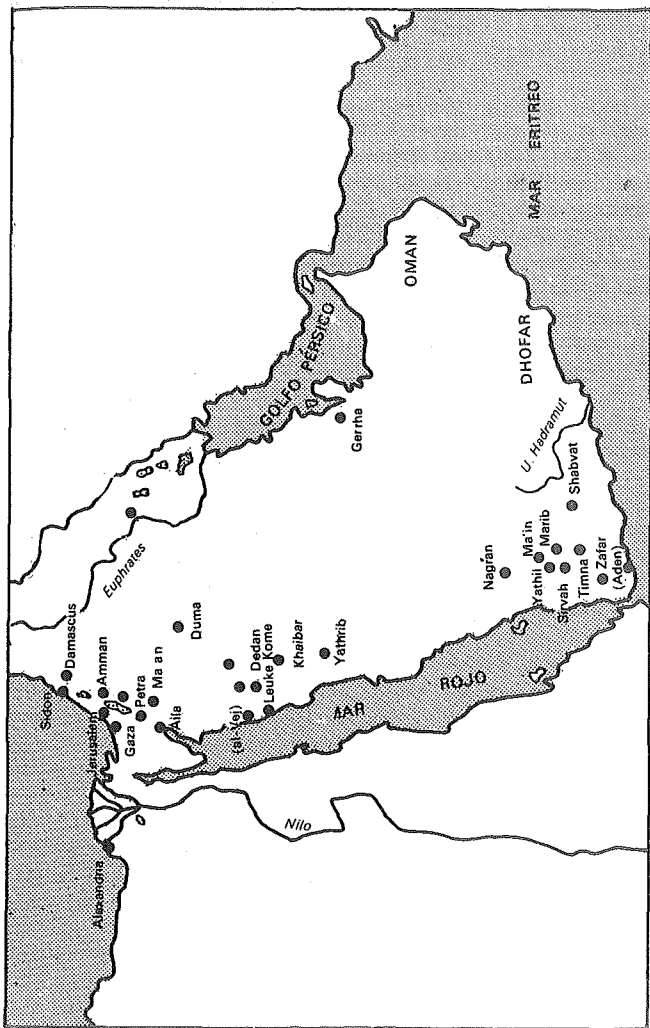 Alexandria
Nilo
Sidon
Damascus
Jerusalem
Amman
Gaza
Petra
Ma an
Aila
Duma
Euphrates
(al-Vej)
Dedan
Leuke Kome
Khaibar
Yathrib
MAR ROJO
GOLFO PÉRSICO
Gerrha
OMAN
DHOFAR
MAR ERITREO
U. Hadramut
Shabvat
Nagran
Ma'in
Yathil
Marib
Sirvah
Timna
Zafar
(Aden)